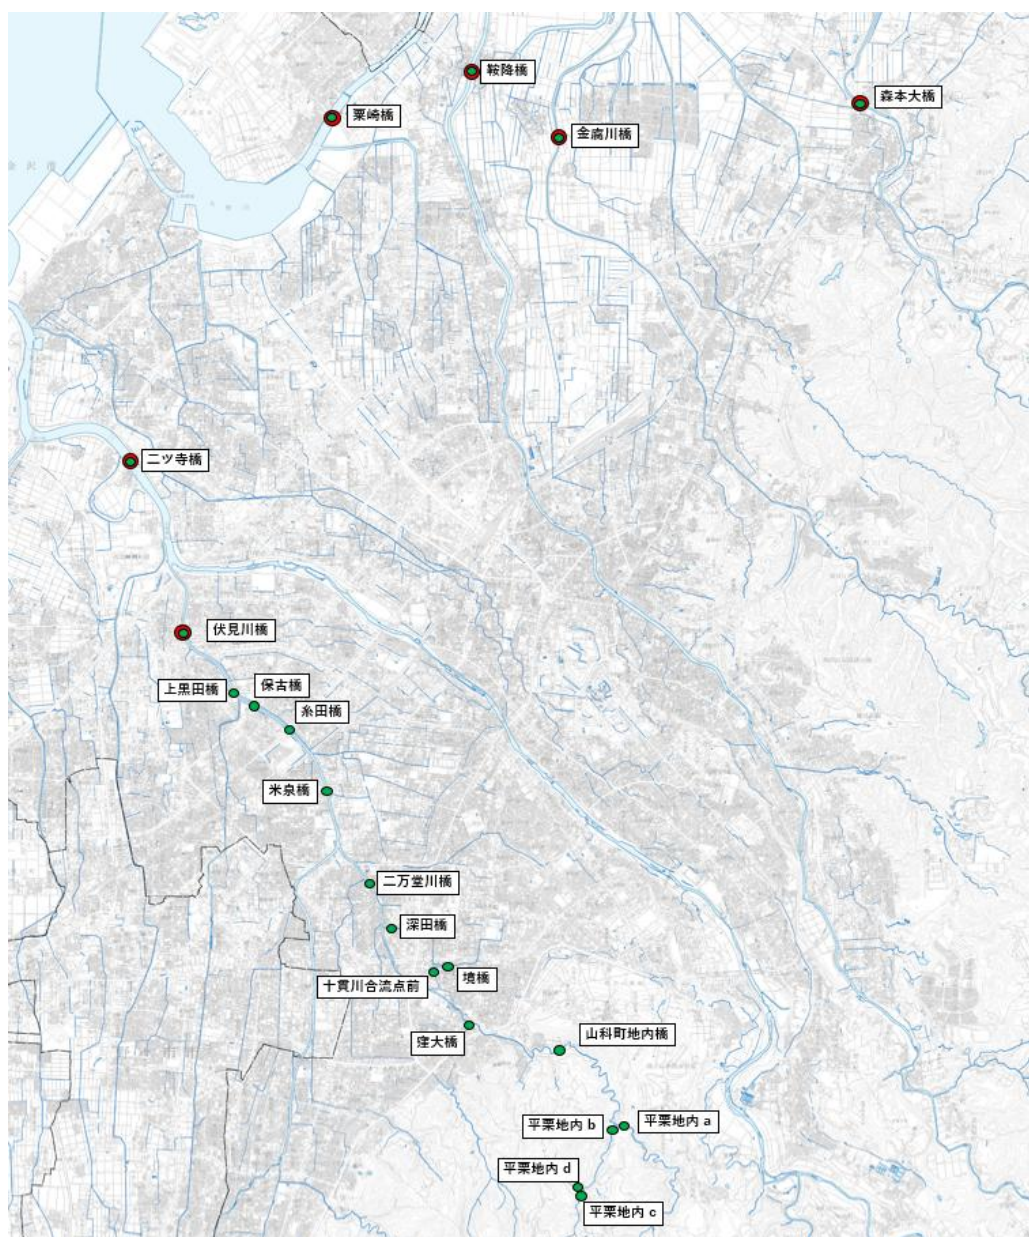 鞍降橋
森本大橋
粟崎橋
金腐川橋
二ツ寺橋
伏見川橋
上黒田橋
保古橋
糸田橋
米泉橋
二万堂川橋
深田橋
境橋
十貫川合流点前
窪大橋
山科町地内橋
平栗地内 a
平栗地内 b
平栗地内 d
平栗地内 c